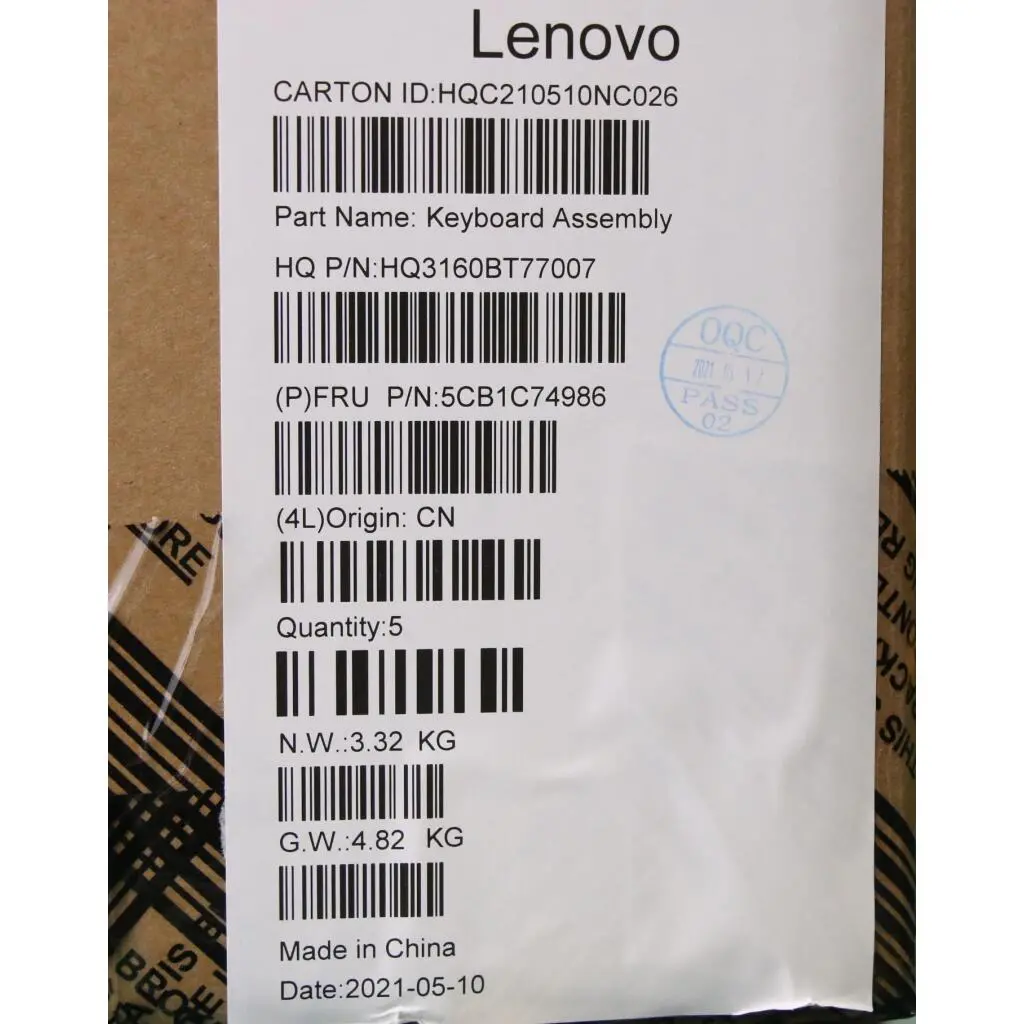 Lenovo
CARTON ID:HQC210510NC026
Part Name: Keyboard Assembly
HQ P/N:HQ3160BT77007
OQC
PASS
02
(P)FRU P/N:5CB1C74986
(4L)Origin: CN
Quantity:5
N.W.:3.32 KG
G.W.:4.82 KG
Made in China
Date:2021-05-10
THIS